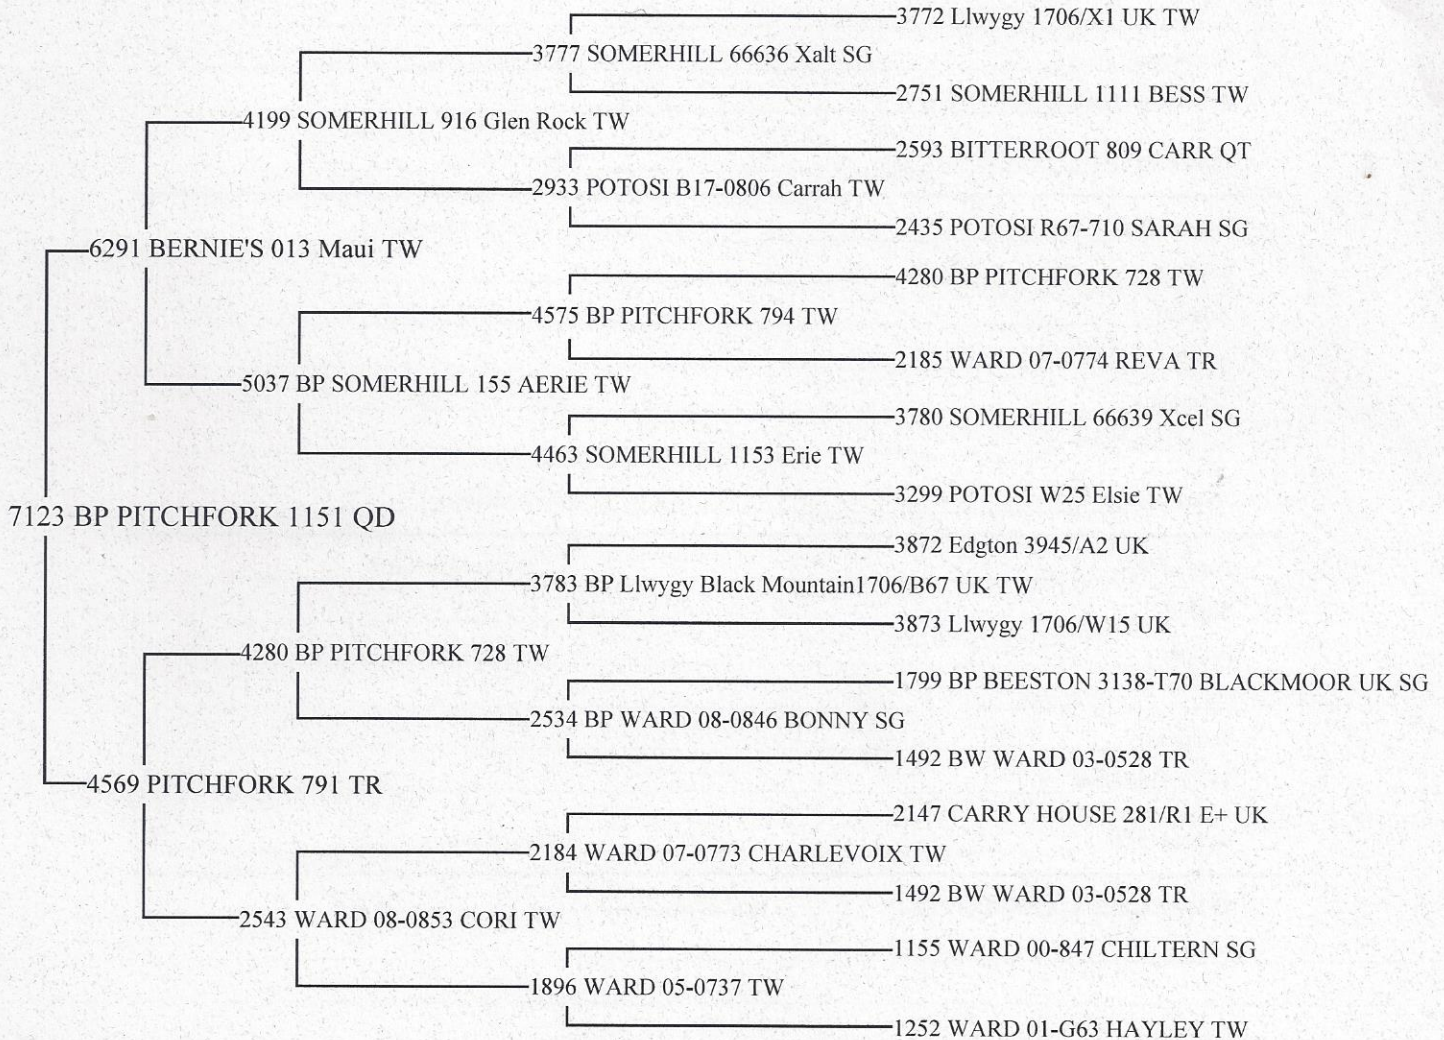 3772 Llwygy 1706/X1 UK TW
3777 SOMERHILL 66636 Xalt SG
2751 SOMERHILL 1111 BESS TW
4199 SOMERHILL 916 Glen Rock TW
2593 BITTERROOT 809 CARR QT
2933 POTOSI B17-0806 Carrah TW
2435 POTOSI R67-710 SARAH SG
6291 BERNIE'S 013 Maui TW
4280 BP PITCHFORK 728 TW
4575 BP PITCHFORK 794 TW
2185 WARD 07-0774 REVA TR
5037 BP SOMERHILL 155 AERIE TW
3780 SOMERHILL 66639 Xcel SG
4463 SOMERHILL 1153 Erie TW
3299 POTOSI W25 Elsie TW
7123 BP PITCHFORK 1151 QD
3872 Edgton 3945/A2 UK
3783 BP Llwygy Black Mountain1706/B67 UK TW
3873 Llwygy 1706/W15 UK
4280 BP PITCHFORK 728 TW
1799 BP BEESTON 3138-T70 BLACKMOOR UK SG
2534 BP WARD 08-0846 BONNY SG
1492 BW WARD 03-0528 TR
4569 PITCHFORK 791 TR
2147 CARRY HOUSE 281/R1 E+ UK
2184 WARD 07-0773 CHARLEVOIX TW
1492 BW WARD 03-0528 TR
2543 WARD 08-0853 CORI TW
1155 WARD 00-847 CHILTERN SG
1896 WARD 05-0737 TW
1252 WARD 01-G63 HAYLEY TW